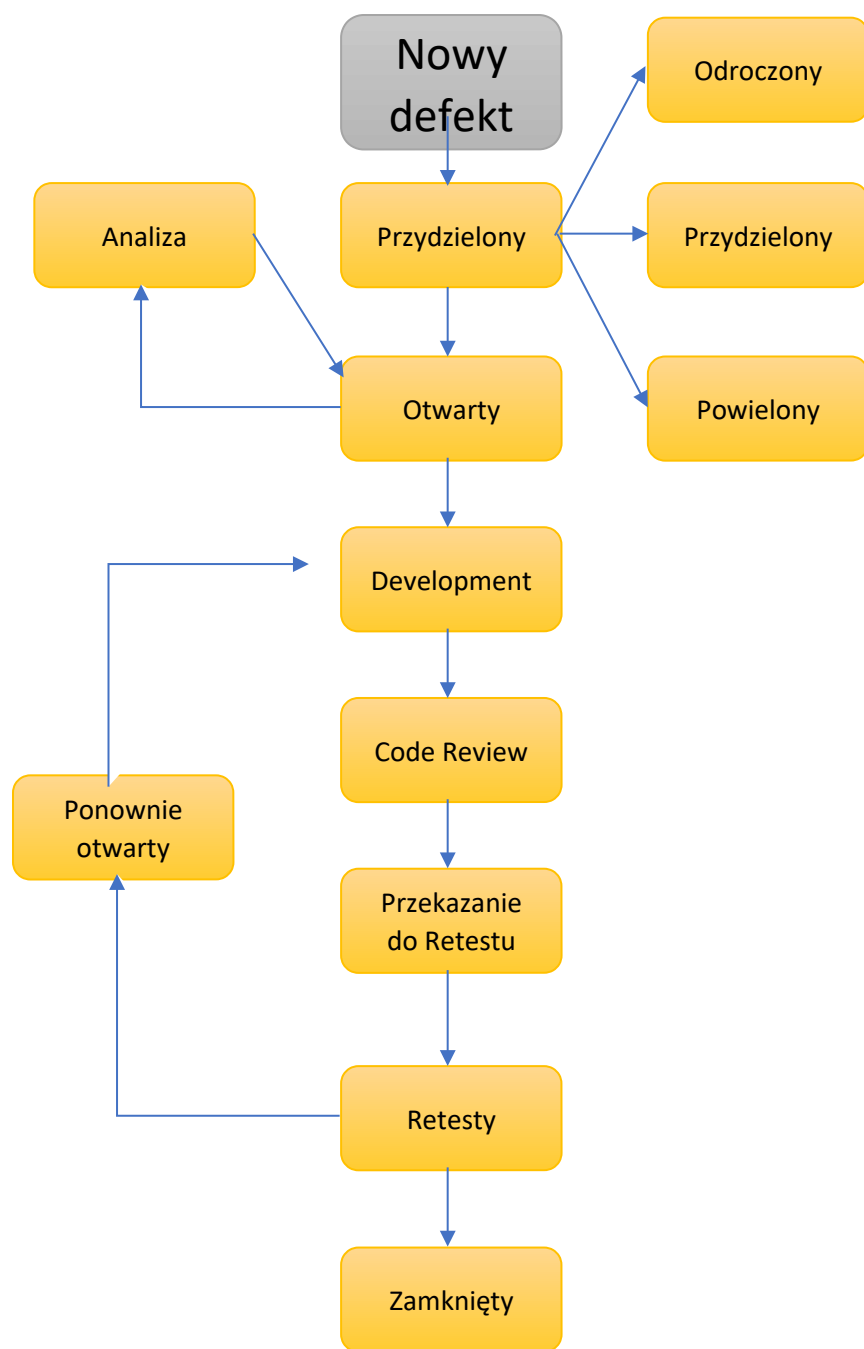 Nowy
defekt
Odroczony
Analiza
Przydzielony
Przydzielony
Otwarty
Powielony
Development
Code Review
Ponownie
otwarty
Przekazanie
do Retestu
Retesty
Zamknięty